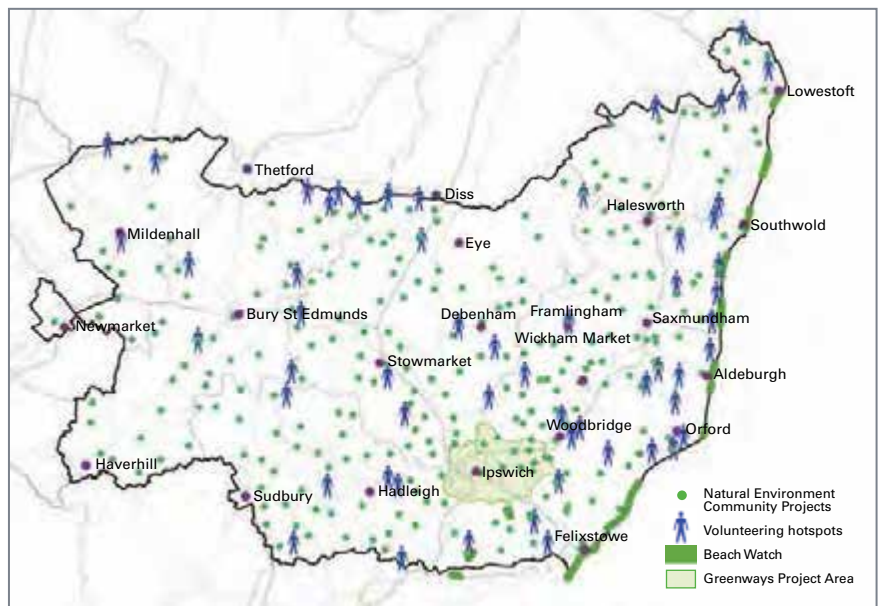 Lowestoft
Thetford
Diss
Halesworth
Southwold
Mildenhall
Eye
Bury St Edmunds
Debenham
Framlingham
Saxmundham
Newmarket
Wickham Market
Stowmarket
Aldeburgh
Woodbridge
Orford
Haverhill
Ipswich
Sudbury
Hadleigh
Felixstowe
Natural Environment
Community Projects
Volunteering hotspots
Beach Watch
Greenways Project Area